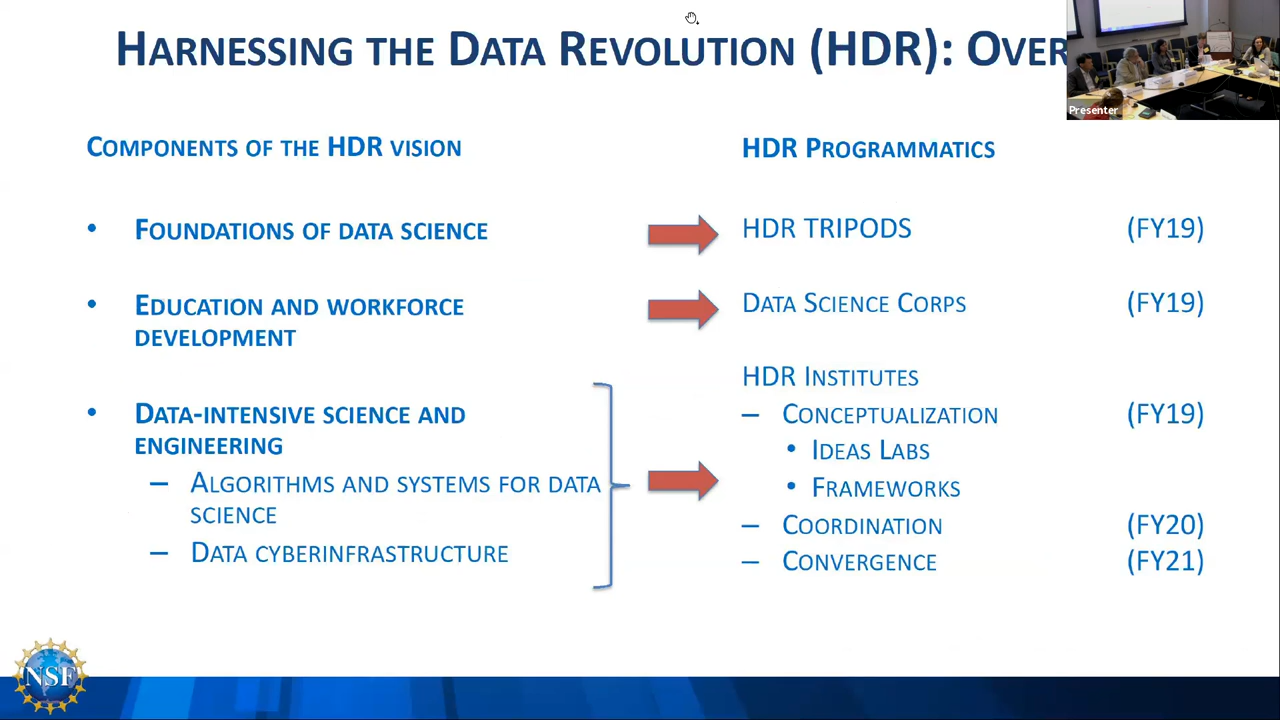 HARNESSING THE DATA REVOLUTION (HDR): OVER
Presenter
COMPONENTS OF THE HDR VISION
HDR PROGRAMMATICS
• FOUNDATIONS OF DATA SCIENCE
HDR TRIPODS (FY19)
• EDUCATION AND WORKFORCE
DEVELOPMENT
DATA SCIENCE CORPS (FY19)
• DATA-INTENSIVE SCIENCE AND
ENGINEERING
– ALGORITHMS AND SYSTEMS FOR DATA
SCIENCE
– DATA CYBERINFRASTRUCTURE
HDR INSTITUTES
– CONCEPTUALIZATION (FY19)
• IDEAS LABS
• FRAMEWORKS
– COORDINATION (FY20)
– CONVERGENCE (FY21)
NSF